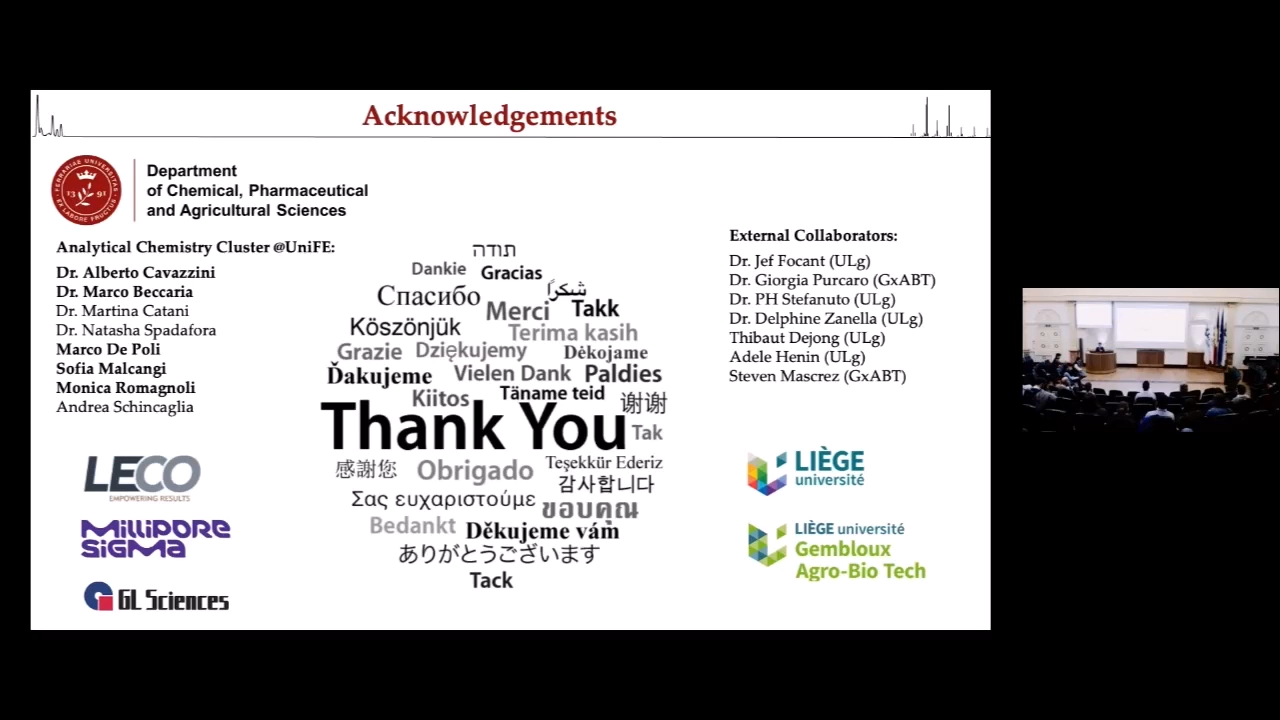 Acknowledgements
Department
of Chemical, Pharmaceutical
and Agricultural Sciences
Analytical Chemistry Cluster @UniFE:
Dr. Alberto Cavazzini
Dr. Marco Beccaria
Dr. Martina Catani
Dr. Natasha Spadafora
Marco De Poli
Sofia Malcangi
Monica Romagnoli
Andrea Schincaglia
LECO
EMPOWERING RESULTS
MILLIPORE
SIGMA
GL Sciences
תודה
Dankie Gracias
Спасибо شكرًا
Merci Takk
Köszönjük Terima kasih
Grazie Dziękujemy Dėkojame
Ďakujeme Vielen Dank Paldies
Kiitos Täname teid 谢谢
Thank You Tak
感謝您 Obrigado Teşekkür Ederiz
감사합니다
Σας ευχαριστούμε ขอบคุณ
Bedankt Děkujeme vám
ありがとうございます
Tack
External Collaborators:
Dr. Jef Focant (ULg)
Dr. Giorgia Purcaro (GxABT)
Dr. PH Stefanuto (ULg)
Dr. Delphine Zanella (ULg)
Thibaut Dejong (ULg)
Adele Henin (ULg)
Steven Mascrez (GxABT)
LIÈGE
université
LIÈGE université
Gembloux
Agro-Bio Tech